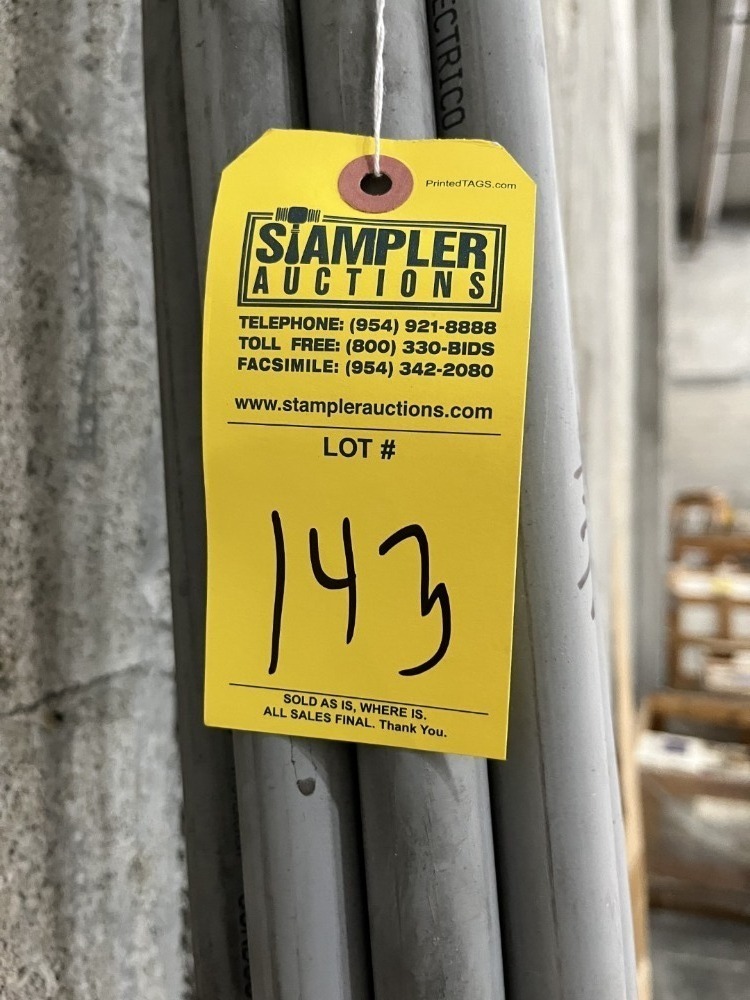 ECTRICO
PrintedTAGS.com
STAMPLER
AUCTIONS
TELEPHONE: (954) 921-8888
TOLL FREE: (800) 330-BIDS
FACSIMILE: (954) 342-2080
www.stamplerauctions.com
LOT #
143
SOLD AS IS, WHERE IS.
ALL SALES FINAL. Thank You.